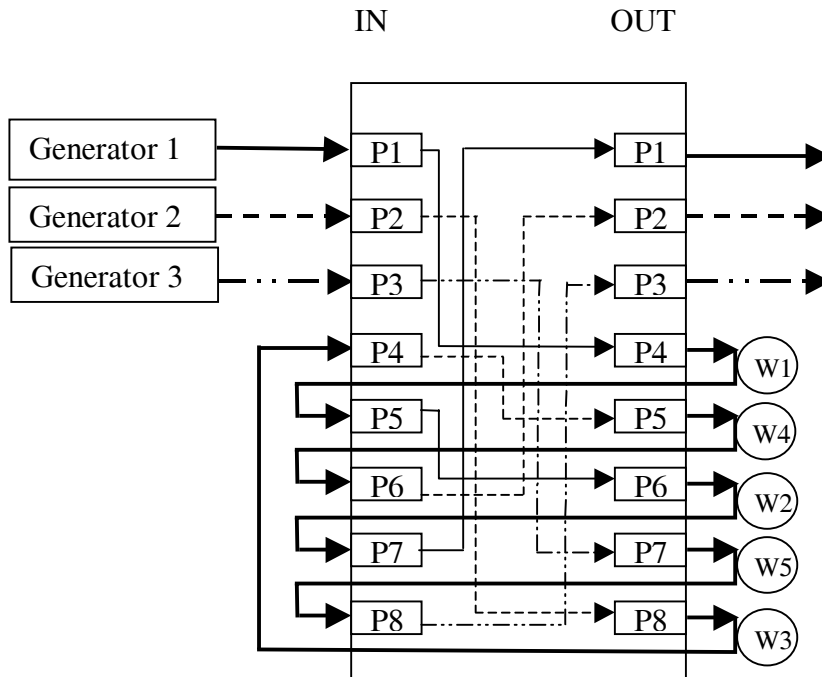 IN OUT
Generator 1 P1 P1
Generator 2 P2 P2
Generator 3 P3 P3
P4 P4 W1
P5 P5 W4
P6 P6 W2
P7 P7 W5
P8 P8 W3